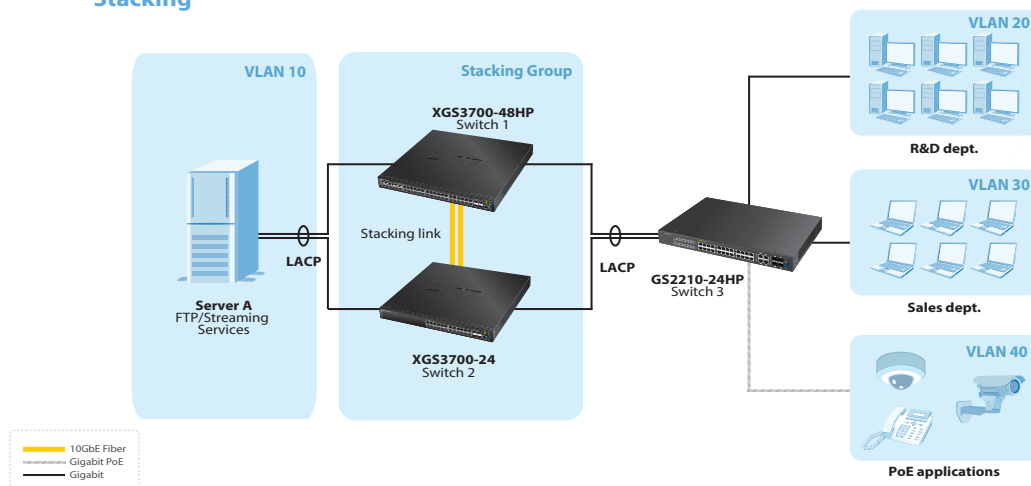 Stacking
VLAN 10
Stacking Group
VLAN 20
XGS3700-48HP
Switch 1
R&D dept.
VLAN 30
Stacking link
LACP
LACP
GS2210-24HP
Switch 3
Server A
FTP/Streaming
Services
Sales dept.
XGS3700-24
Switch 2
VLAN 40
10GbE Fiber
Gigabit PoE
Gigabit
PoE applications